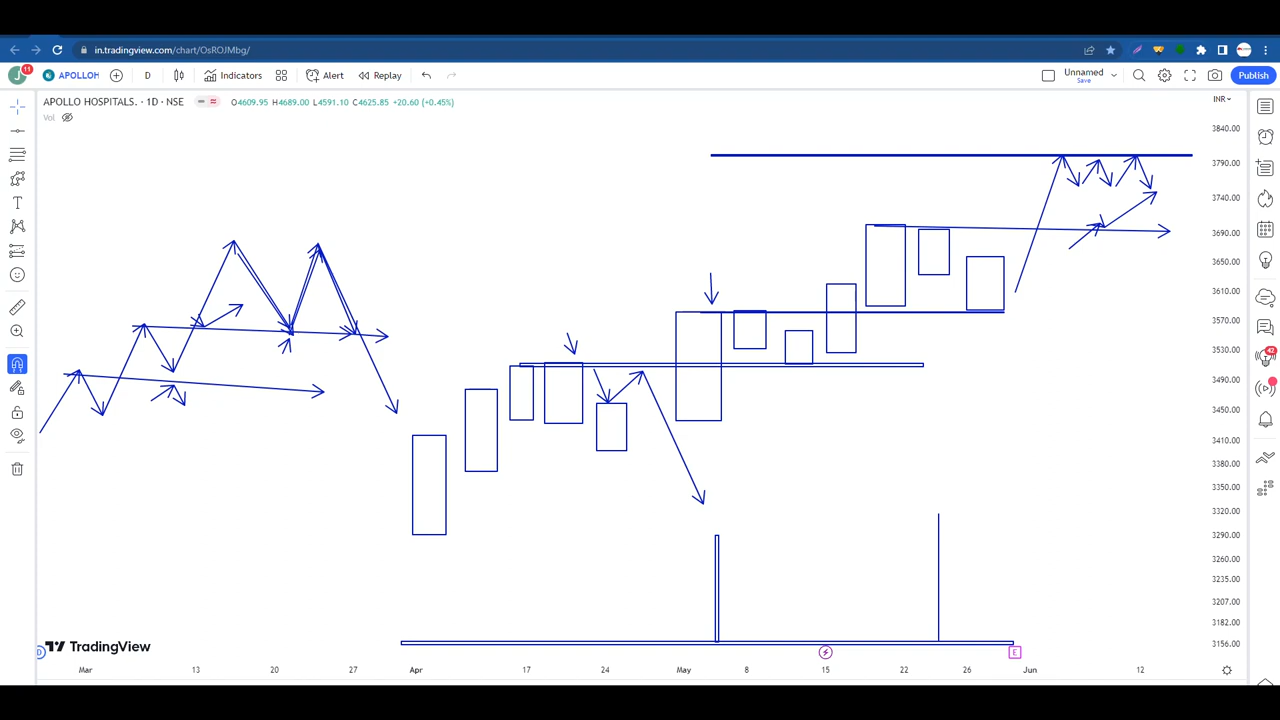 in.tradingview.com/chart/OsROJMbg/
J 11 APOLLOH D Indicators Alert Replay Unnamed Save Publish
APOLLO HOSPITALS. · 1D · NSE O4609.95 H4689.00 L4591.10 C4625.85 +20.60 (+0.45%) INR
Vol
3840.00
3790.00
3740.00
3690.00
3650.00
3610.00
3570.00
3530.00
3490.00
3450.00
3410.00
3380.00
3350.00
3320.00
3290.00
3260.00
3235.00
3207.00
3182.00
3156.00
42
TradingView
D
E
Mar 13 20 27 Apr 17 24 May 8 15 22 26 Jun 12